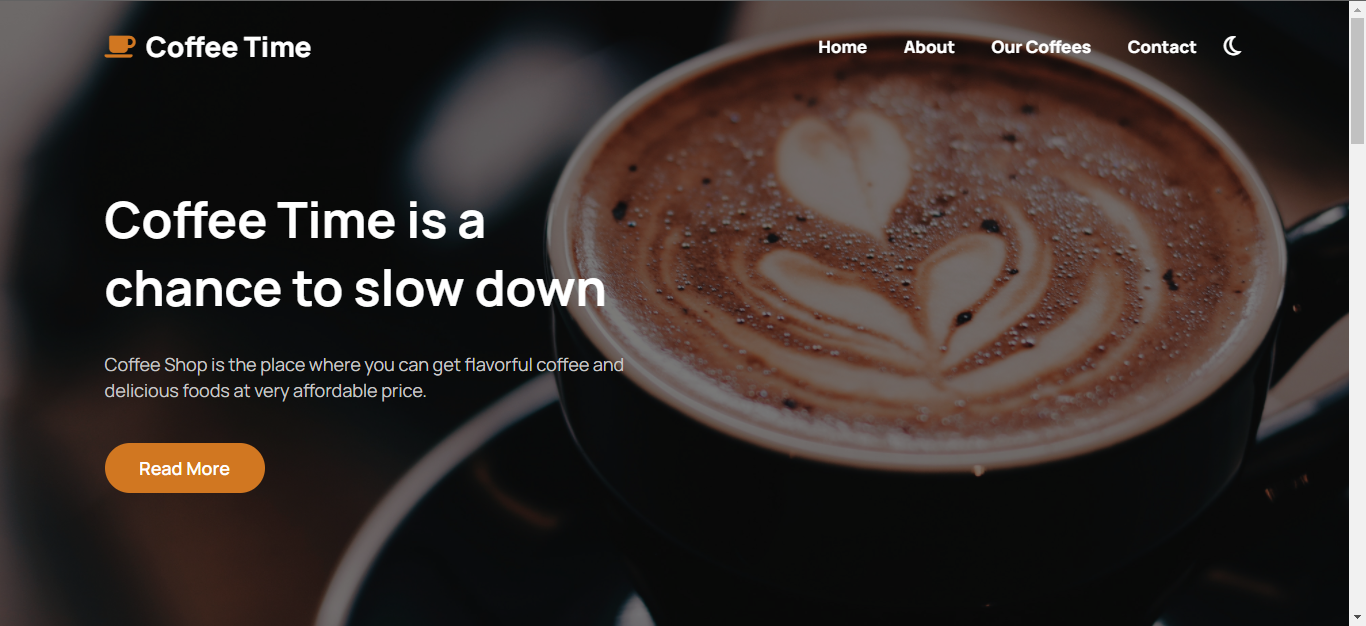 Coffee Time
Home About Our Coffees Contact
Coffee Time is a
chance to slow down
Coffee Shop is the place where you can get flavorful coffee and
delicious foods at very affordable price.
Read More